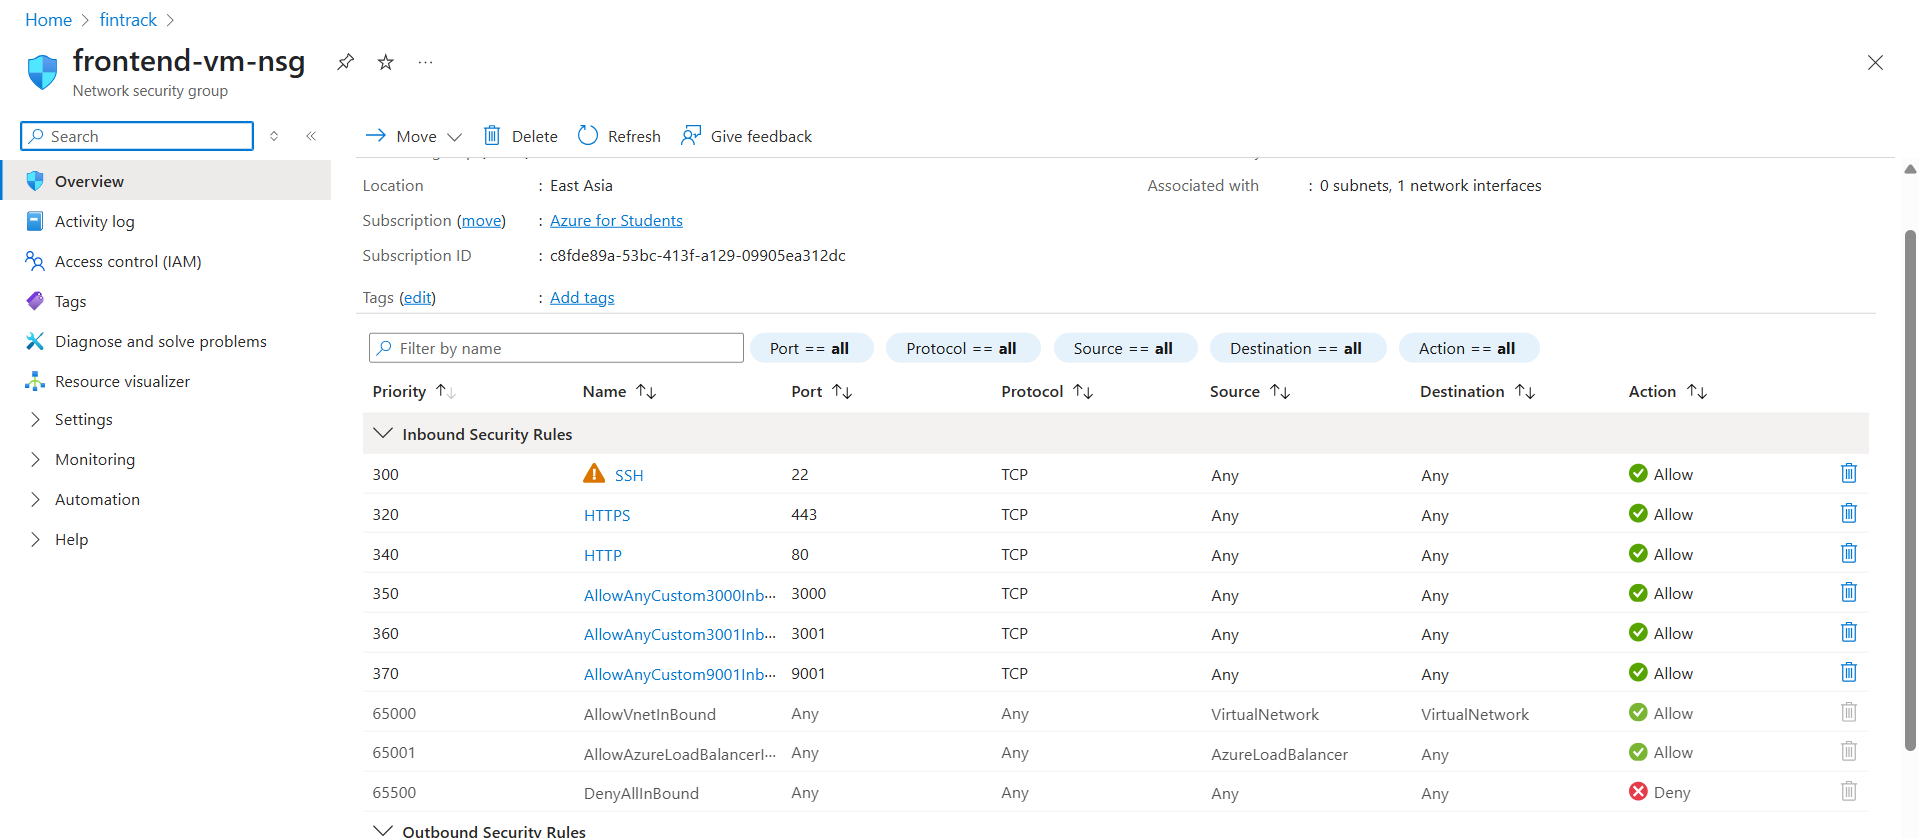 Home > fintrack >
frontend-vm-nsg ...
Network security group
Search
Move Delete Refresh Give feedback
Overview
Activity log
Access control (IAM)
Tags
Diagnose and solve problems
Resource visualizer
Settings
Monitoring
Automation
Help
Location : East Asia
Associated with : 0 subnets, 1 network interfaces
Subscription (move) : Azure for Students
Subscription ID : c8fde89a-53bc-413f-a129-09905ea312dc
Tags (edit) : Add tags
Filter by name Port == all Protocol == all Source == all Destination == all Action == all
Priority Name Port Protocol Source Destination Action
Inbound Security Rules
300 SSH 22 TCP Any Any Allow
320 HTTPS 443 TCP Any Any Allow
340 HTTP 80 TCP Any Any Allow
350 AllowAnyCustom3000Inb... 3000 TCP Any Any Allow
360 AllowAnyCustom3001Inb... 3001 TCP Any Any Allow
370 AllowAnyCustom9001Inb... 9001 TCP Any Any Allow
65000 AllowVnetInBound Any Any VirtualNetwork VirtualNetwork Allow
65001 AllowAzureLoadBalancerI... Any Any AzureLoadBalancer Any Allow
65500 DenyAllInBound Any Any Any Any Deny
Outbound Security Rules